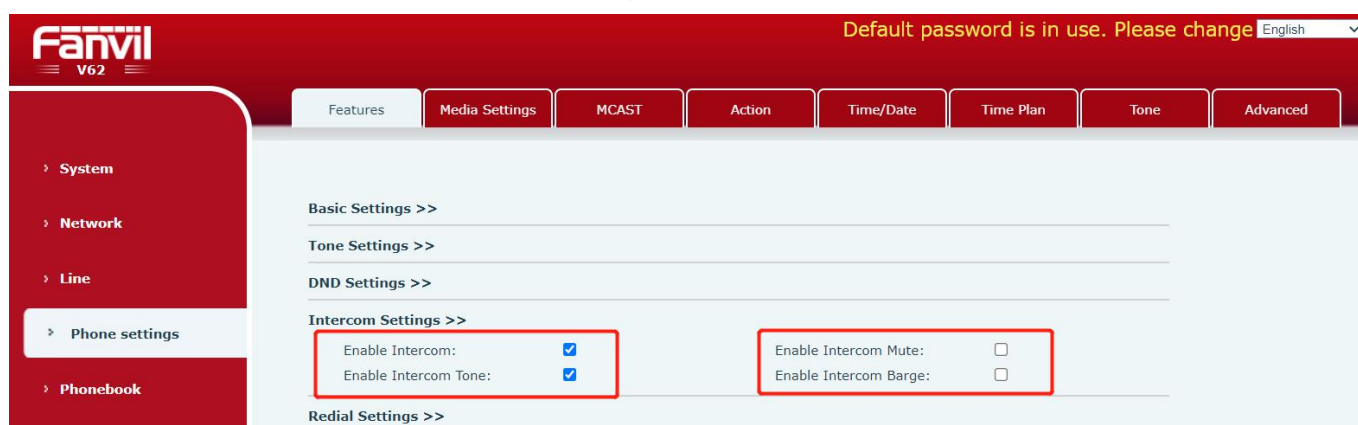 Fanvil
V62
Default password is in use. Please change English
Features Media Settings MCAST Action Time/Date Time Plan Tone Advanced
› System
› Network
› Line
› Phone settings
› Phonebook
Basic Settings >>
Tone Settings >>
DND Settings >>
Intercom Settings >>
Enable Intercom: Enable Intercom Mute:
Enable Intercom Tone: Enable Intercom Barge:
Redial Settings >>